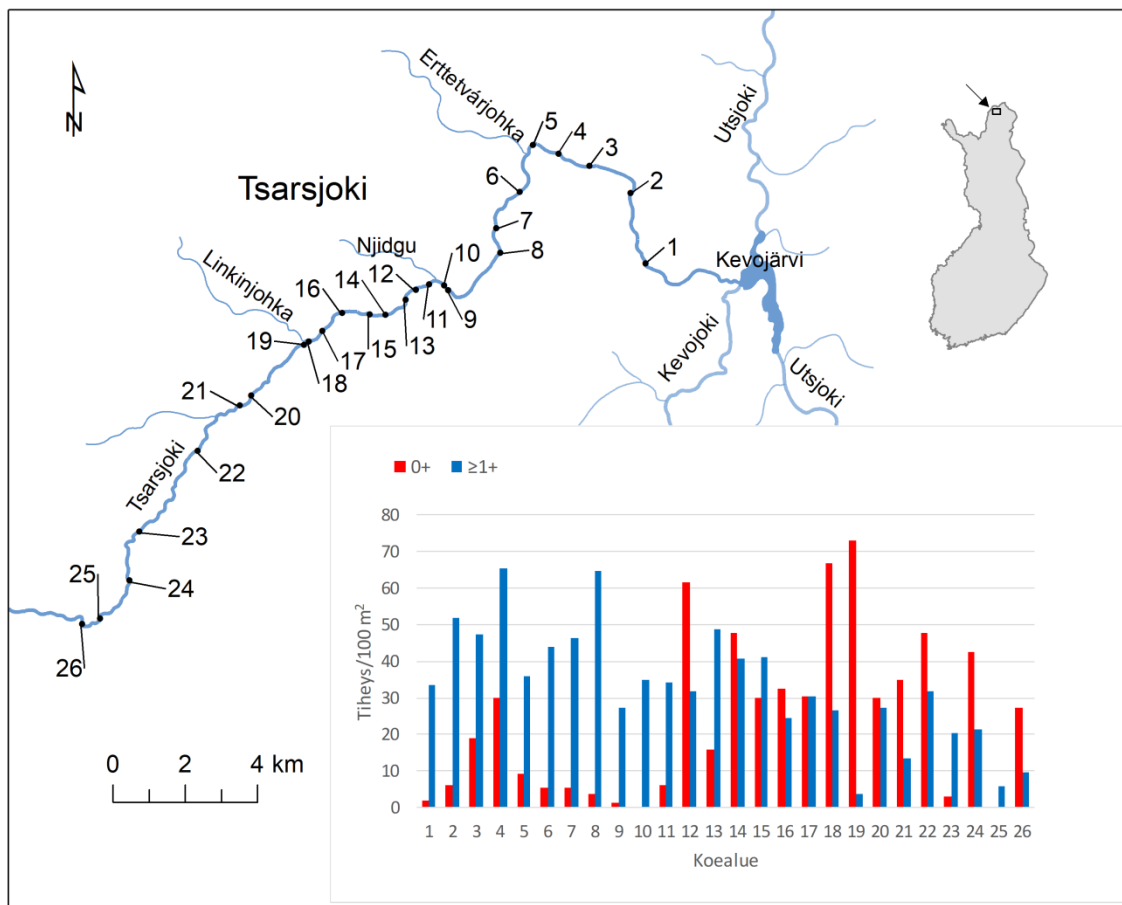 Erttetvárjohka
Utsjoki
N
5
4
3
6
2
Tsarsjoki
7
Njidgu
10
8
1
Kevojärvi
Linkinjohka
16
14
12
11
9
19
15
13
17
18
Kevojoki
Utsjoki
21
20
Tsarsjoki
22
23
25
24
26
0 2 4 km
0+ ≥1+
80
70
60
50
40
30
20
10
0
Tiheys/100 m²
1 2 3 4 5 6 7 8 9 10 11 12 13 14 15 16 17 18 19 20 21 22 23 24 25 26
Koealue